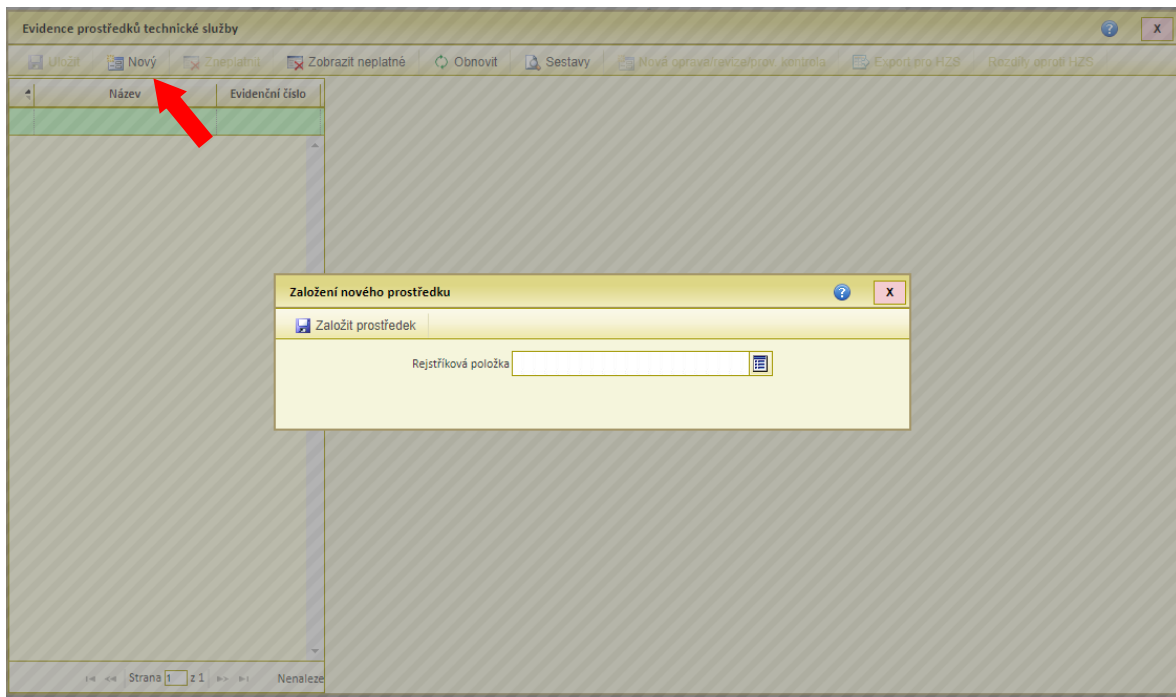 Evidence prostředků technické služby ? X
Uložit Nový Zneplatnit Zobrazit neplatné Obnovit Sestavy Nová oprava/revize/prov. kontrola Export pro HZS Rozdíly oproti HZS
Název Evidenční číslo
Založení nového prostředku ? X
Založit prostředek
Rejstříková položka
Strana 1 z 1 Nenaleze